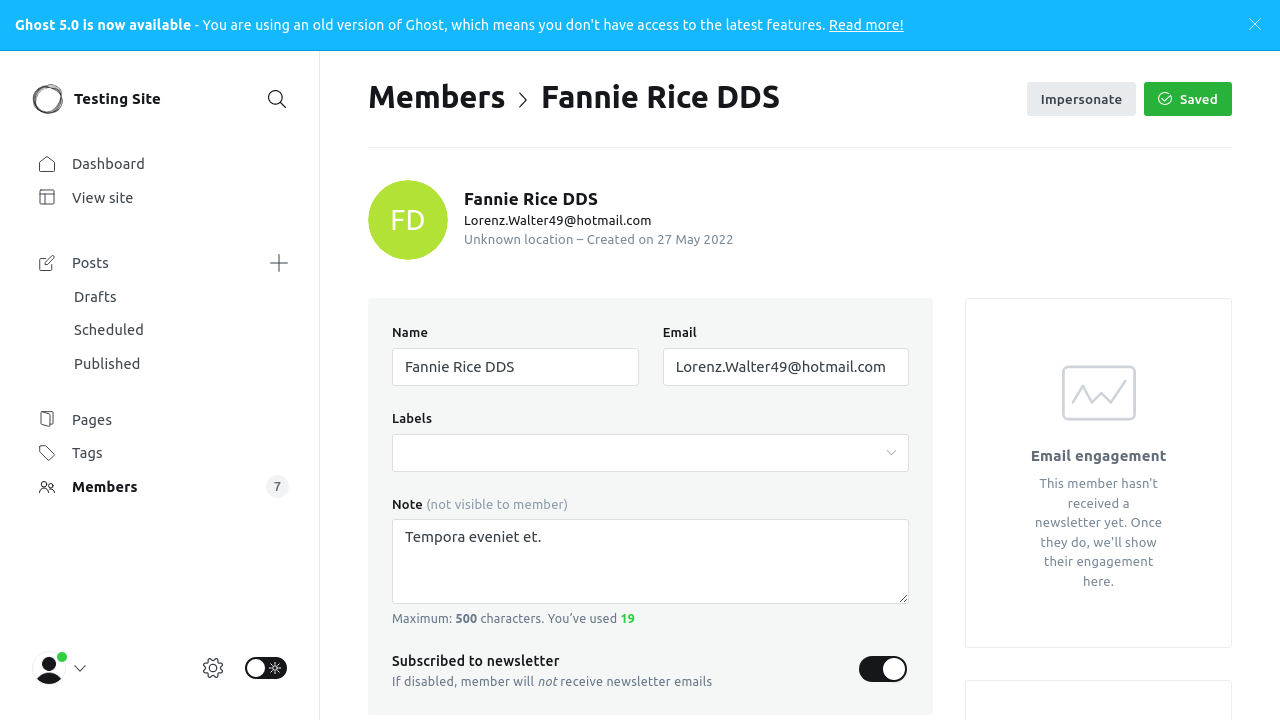 Ghost 5.0 is now available - You are using an old version of Ghost, which means you don't have access to the latest features. Read more!
Testing Site
Dashboard
View site
Posts
Drafts
Scheduled
Published
Pages
Tags
Members
7
Members
Fannie Rice DDS
Impersonate
Saved
FD
Fannie Rice DDS
Lorenz.Walter49@hotmail.com
Unknown location – Created on 27 May 2022
Name
Email
Fannie Rice DDS
Lorenz.Walter49@hotmail.com
Labels
Note (not visible to member)
Tempora eveniet et.
Maximum: 500 characters. You’ve used 19
Subscribed to newsletter
If disabled, member will not receive newsletter emails
Email engagement
This member hasn't
received a
newsletter yet. Once
they do, we'll show
their engagement
here.